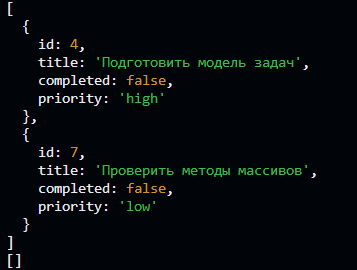 [
  {
    id: 4,
    title: 'Подготовить модель задач',
    completed: false,
    priority: 'high'
  },
  {
    id: 7,
    title: 'Проверить методы массивов',
    completed: false,
    priority: 'low'
  }
]
[]